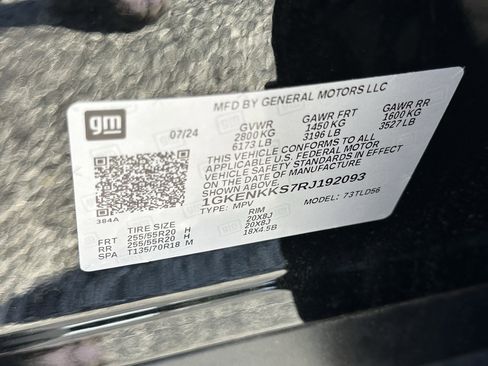 MFD BY GENERAL MOTORS LLC
gm
07/24
GVWR GAWR FRT GAWR RR
2800 KG 1450 KG 1600 KG
6173 LB 3196 LB 3527 LB
THIS VEHICLE CONFORMS TO ALL
APPLICABLE U.S. FEDERAL MOTOR
VEHICLE SAFETY STANDARDS IN EFFECT
ON THE DATE OF MANUFACTURE
SHOWN ABOVE.
1GKENKKS7RJ192093
TYPE: MPV MODEL: 73TLD56
384A
TIRE SIZE RIM
FRT 255/55R20 H 20X8J
RR 255/55R20 H 20X8J
SPA T135/70R18 M 18X4.5B